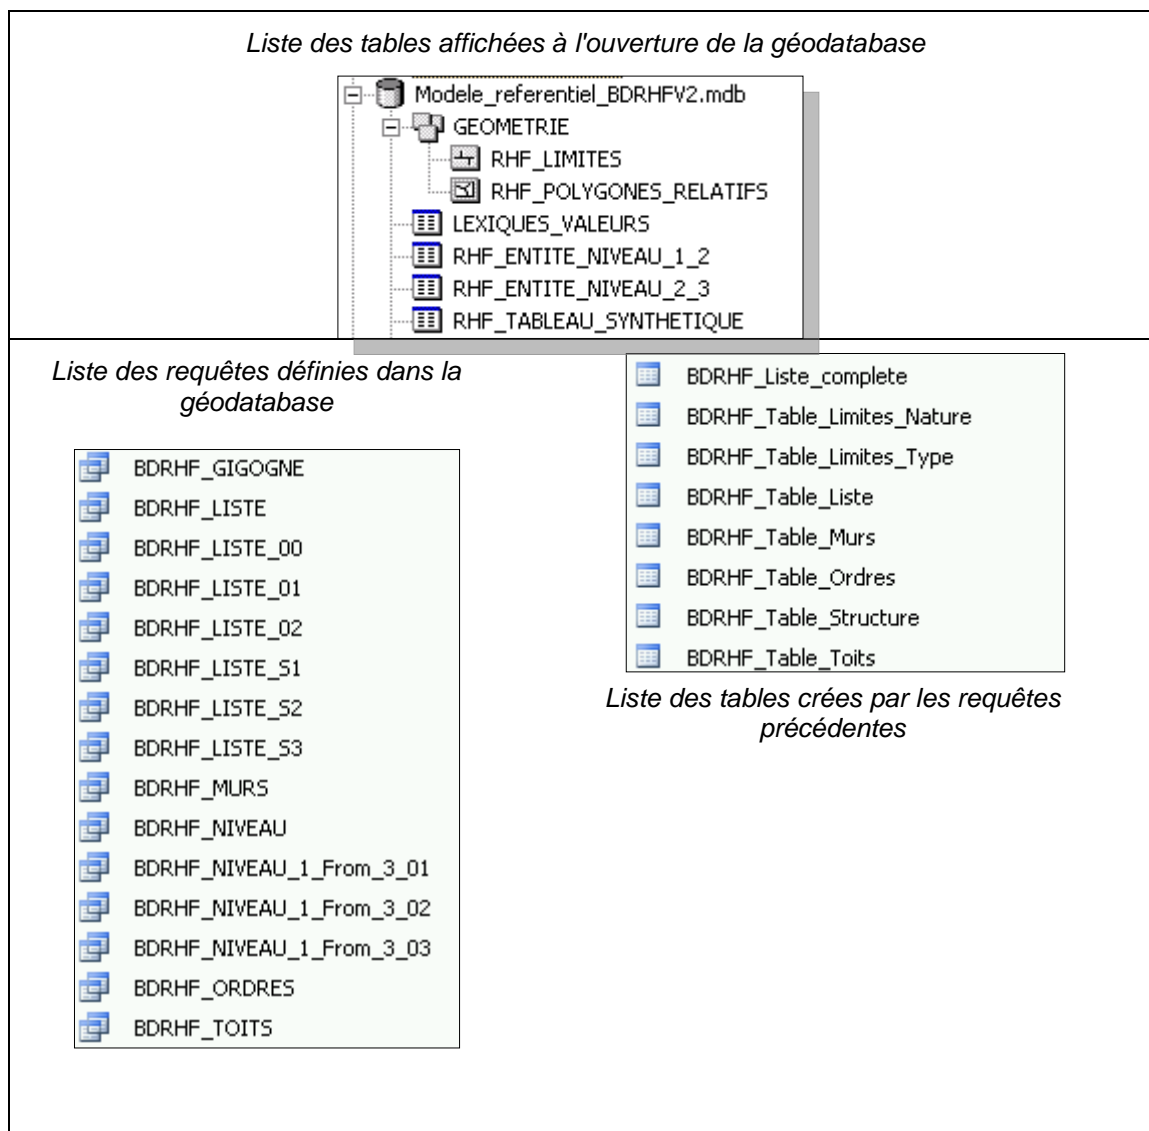 Liste des tables affichées à l'ouverture de la géodatabase
Modele_referentiel_BDRHFV2.mdb
GEOMETRIE
RHF_LIMITES
RHF_POLYGONES_RELATIFS
LEXIQUES_VALEURS
RHF_ENTITE_NIVEAU_1_2
RHF_ENTITE_NIVEAU_2_3
RHF_TABLEAU_SYNTHETIQUE
Liste des requêtes définies dans la
géodatabase
BDRHF_GIGOGNE
BDRHF_LISTE
BDRHF_LISTE_00
BDRHF_LISTE_01
BDRHF_LISTE_02
BDRHF_LISTE_S1
BDRHF_LISTE_S2
BDRHF_LISTE_S3
BDRHF_MURS
BDRHF_NIVEAU
BDRHF_NIVEAU_1_From_3_01
BDRHF_NIVEAU_1_From_3_02
BDRHF_NIVEAU_1_From_3_03
BDRHF_ORDRES
BDRHF_TOITS
BDRHF_Liste_complete
BDRHF_Table_Limites_Nature
BDRHF_Table_Limites_Type
BDRHF_Table_Liste
BDRHF_Table_Murs
BDRHF_Table_Ordres
BDRHF_Table_Structure
BDRHF_Table_Toits
Liste des tables crées par les requêtes
précédentes